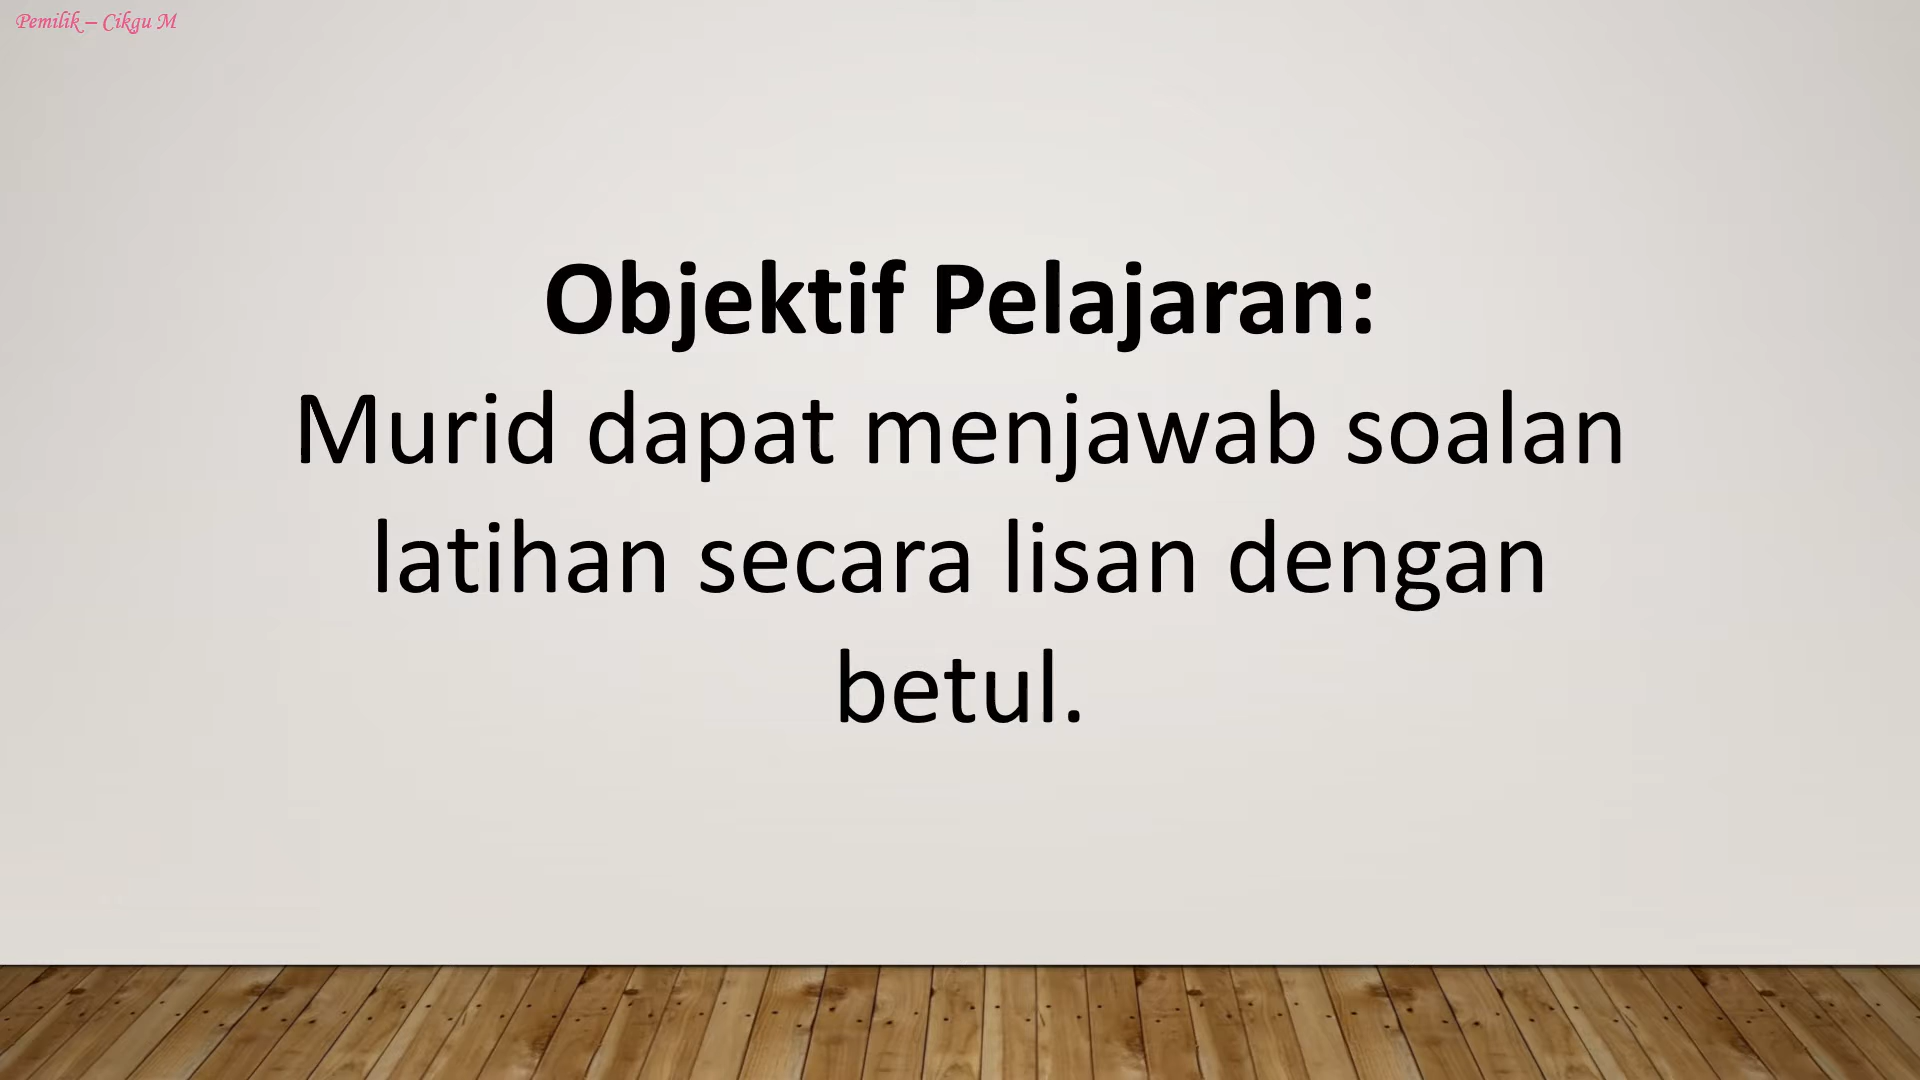 Pemilik – Cikgu M
Objektif Pelajaran:
Murid dapat menjawab soalan
latihan secara lisan dengan
betul.